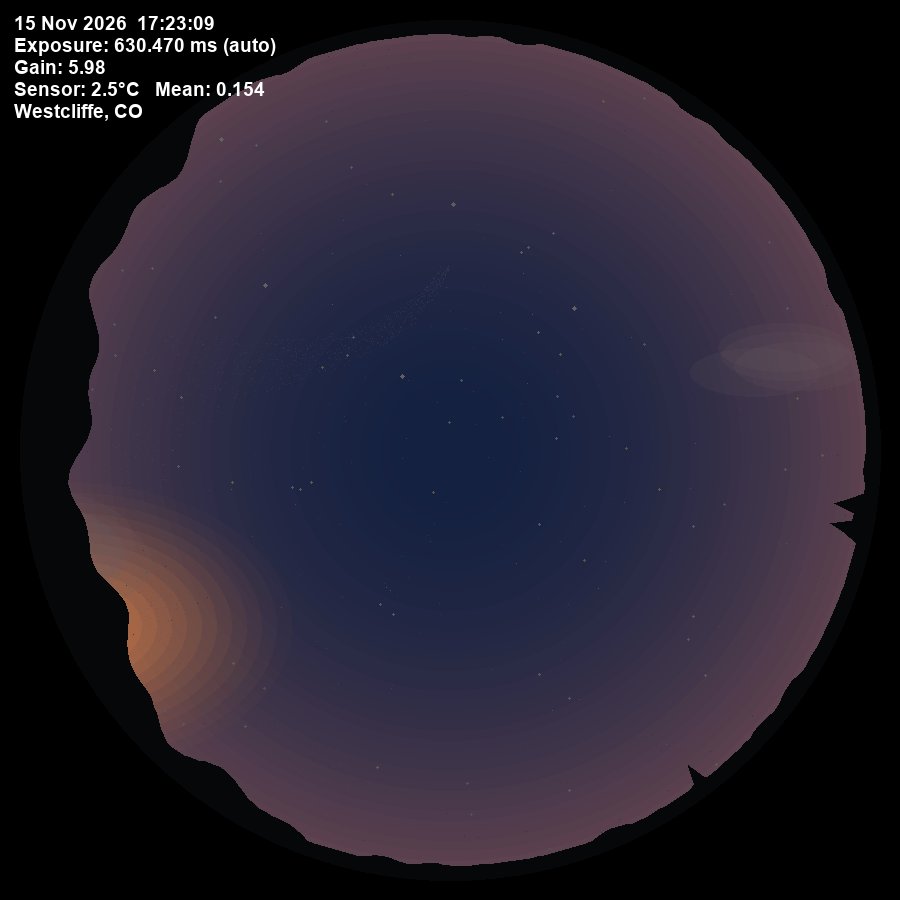 15 Nov 2026  17:23:09
Exposure: 630.470 ms (auto)
Gain: 5.98
Sensor: 2.5°C   Mean: 0.154
Westcliffe, CO